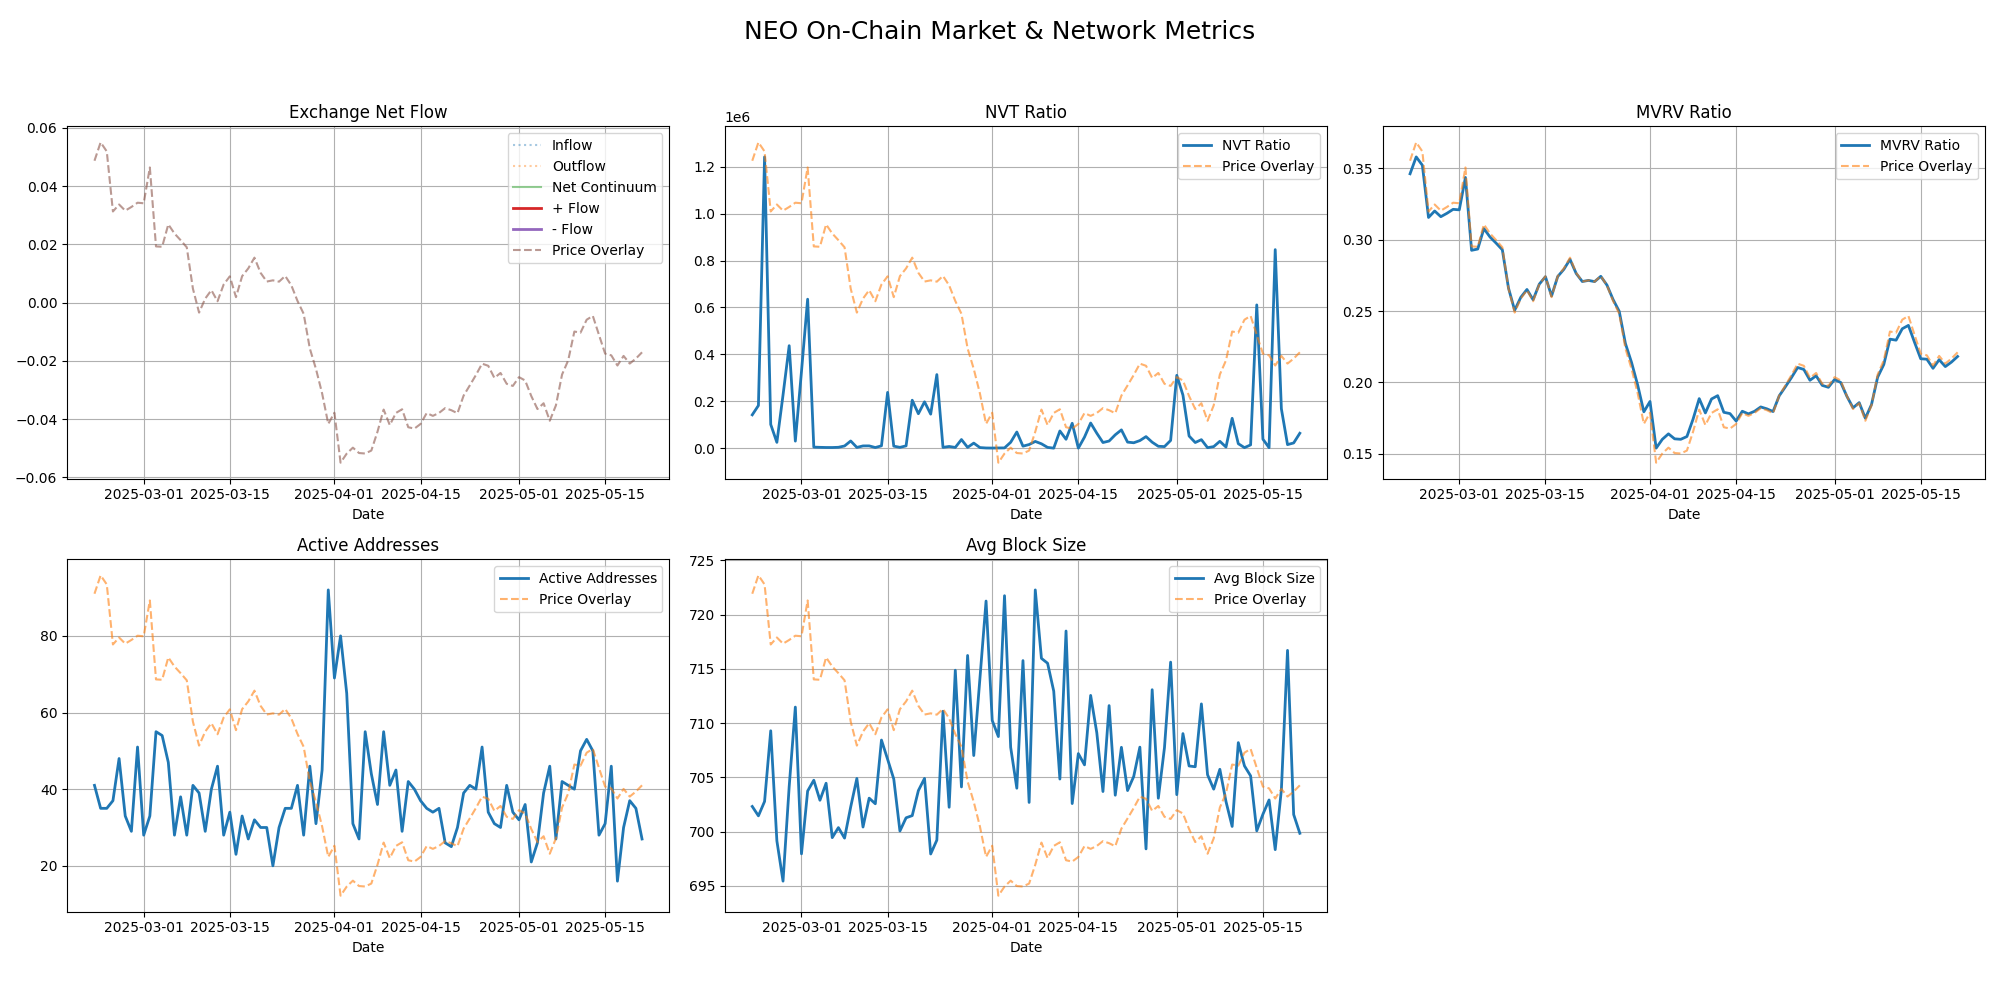 NEO On-Chain Market & Network Metrics
Exchange Net Flow
0.06
0.04
0.02
0.00
−0.02
−0.04
−0.06
Inflow
Outflow
Net Continuum
+ Flow
- Flow
Price Overlay
2025-03-01 2025-03-15 2025-04-01 2025-04-15 2025-05-01 2025-05-15
Date
NVT Ratio
1e6
1.2
1.0
0.8
0.6
0.4
0.2
0.0
NVT Ratio
Price Overlay
2025-03-01 2025-03-15 2025-04-01 2025-04-15 2025-05-01 2025-05-15
Date
MVRV Ratio
0.35
0.30
0.25
0.20
0.15
MVRV Ratio
Price Overlay
2025-03-01 2025-03-15 2025-04-01 2025-04-15 2025-05-01 2025-05-15
Date
Active Addresses
80
60
40
20
Active Addresses
Price Overlay
2025-03-01 2025-03-15 2025-04-01 2025-04-15 2025-05-01 2025-05-15
Date
Avg Block Size
725
720
715
710
705
700
695
Avg Block Size
Price Overlay
2025-03-01 2025-03-15 2025-04-01 2025-04-15 2025-05-01 2025-05-15
Date